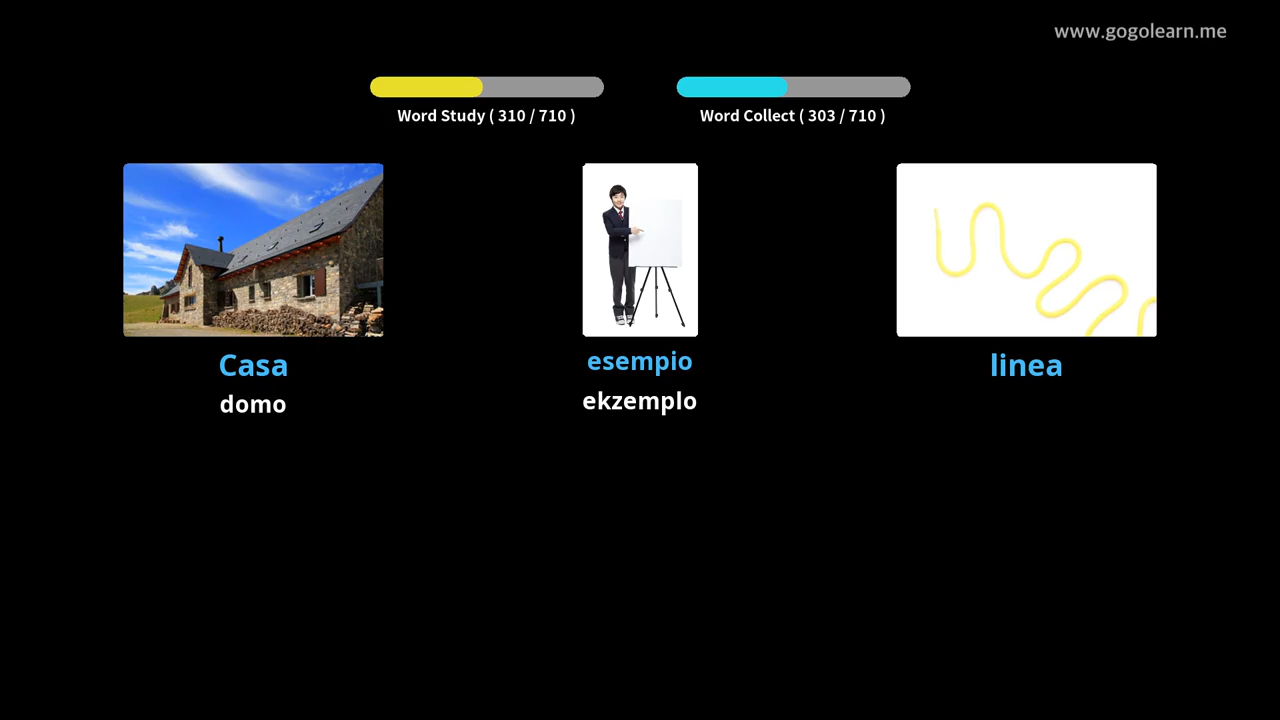 www.gogolearn.me
Word Study ( 310 / 710 )
Word Collect ( 303 / 710 )
Casa
domo
esempio
ekzemplo
linea